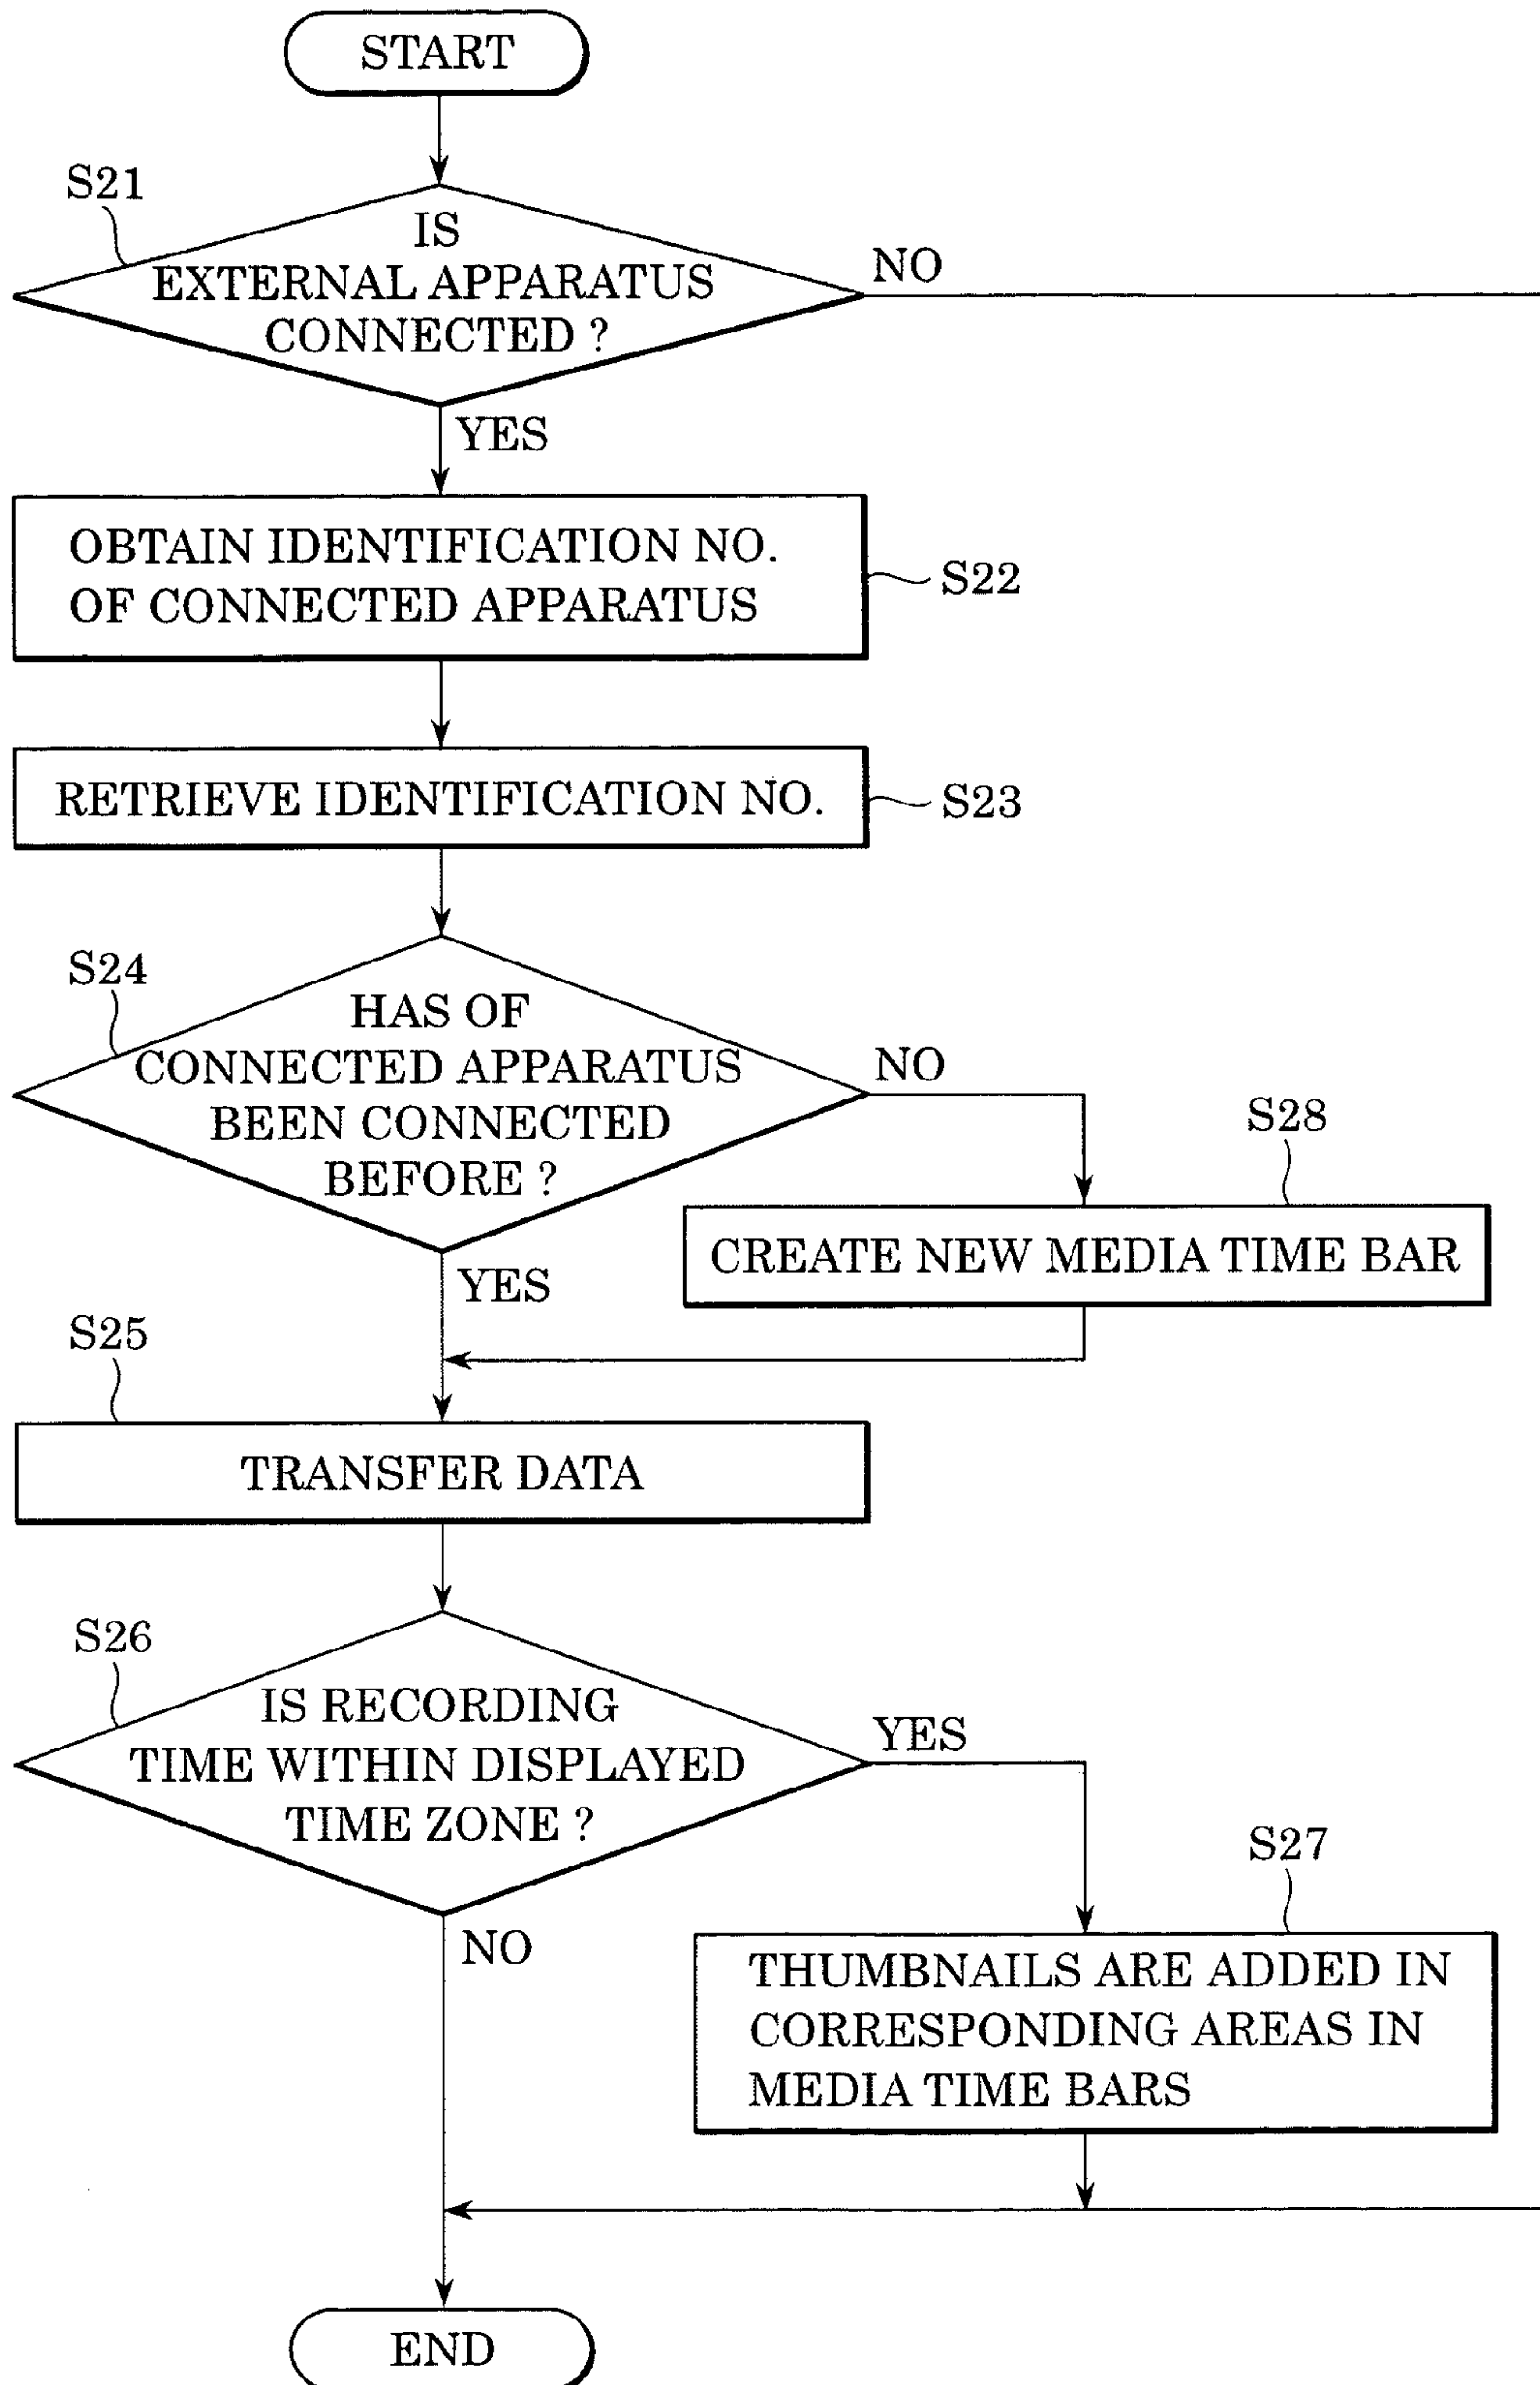 START
S21
IS
EXTERNAL APPARATUS
CONNECTED ?
NO
YES
OBTAIN IDENTIFICATION NO.
OF CONNECTED APPARATUS
S22
RETRIEVE IDENTIFICATION NO.
S23
S24
HAS OF
CONNECTED APPARATUS
BEEN CONNECTED
BEFORE ?
NO
S28
CREATE NEW MEDIA TIME BAR
YES
S25
TRANSFER DATA
S26
IS RECORDING
TIME WITHIN DISPLAYED
TIME ZONE ?
YES
S27
THUMBNAILS ARE ADDED IN
CORRESPONDING AREAS IN
MEDIA TIME BARS
NO
END